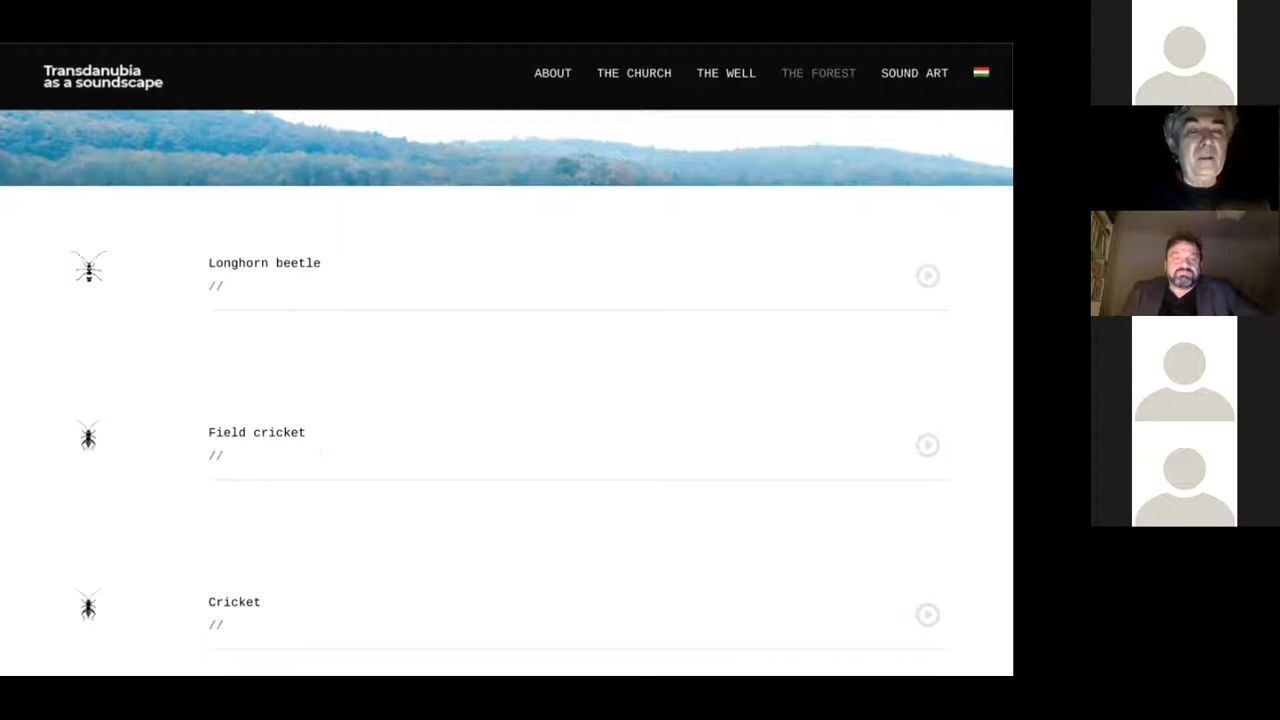 Transdanubia
as a soundscape
ABOUT THE CHURCH THE WELL THE FOREST SOUND ART
Longhorn beetle
//
Field cricket
//
Cricket
//